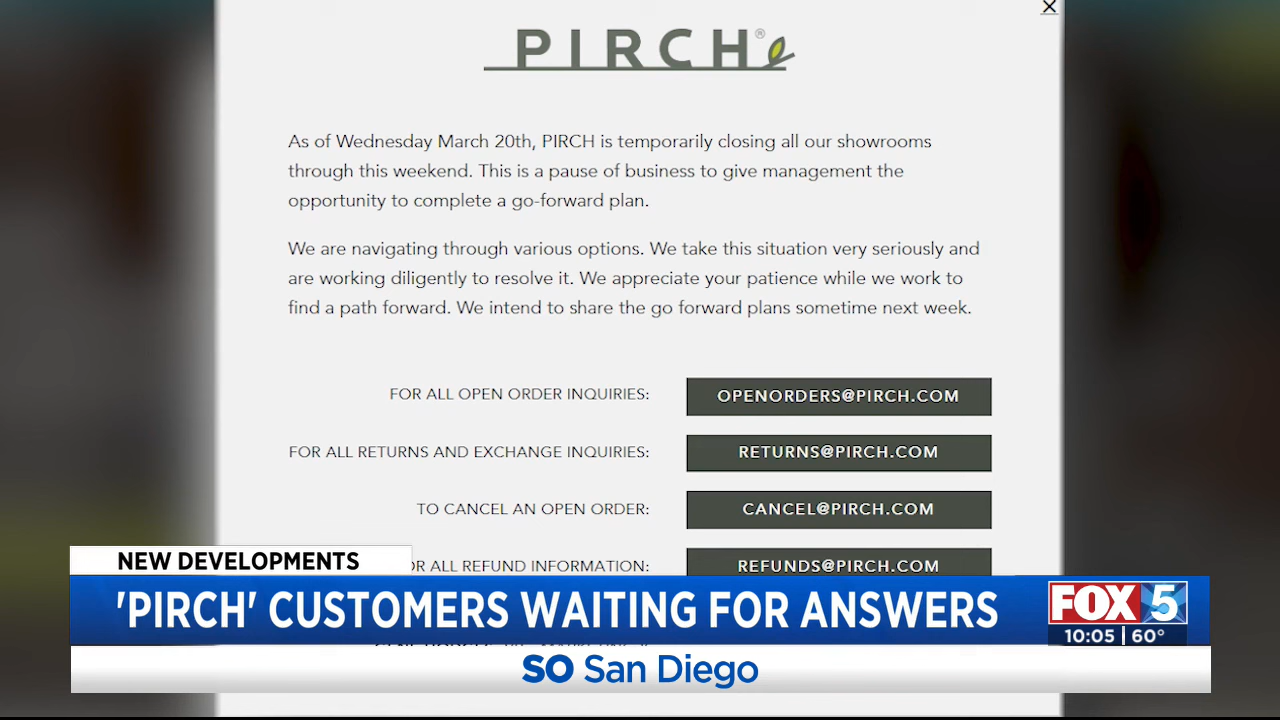 PIRCH®
As of Wednesday March 20th, PIRCH is temporarily closing all our showrooms
through this weekend. This is a pause of business to give management the
opportunity to complete a go-forward plan.
We are navigating through various options. We take this situation very seriously and
are working diligently to resolve it. We appreciate your patience while we work to
find a path forward. We intend to share the go forward plans sometime next week.
FOR ALL OPEN ORDER INQUIRIES: OPENORDERS@PIRCH.COM
FOR ALL RETURNS AND EXCHANGE INQUIRIES: RETURNS@PIRCH.COM
TO CANCEL AN OPEN ORDER: CANCEL@PIRCH.COM
ALL REFUND INFORMATION: REFUNDS@PIRCH.COM
NEW DEVELOPMENTS
'PIRCH' CUSTOMERS WAITING FOR ANSWERS
FOX 5
10:05 | 60°
SO San Diego